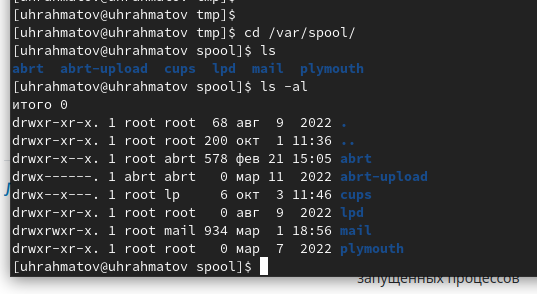 [uhrahmatov@uhrahmatov tmp]$
[uhrahmatov@uhrahmatov tmp]$
[uhrahmatov@uhrahmatov tmp]$ cd /var/spool/
[uhrahmatov@uhrahmatov spool]$ ls
abrt abrt-upload cups lpd mail plymouth
[uhrahmatov@uhrahmatov spool]$ ls -al
итого 0
drwxr-xr-x. 1 root root 68 авг 9 2022 .
drwxr-xr-x. 1 root root 200 окт 1 11:36 ..
drwxr-x--x. 1 root abrt 578 фев 21 15:05 abrt
drwx------. 1 abrt abrt 0 мар 11 2022 abrt-upload
drwx--x---. 1 root lp 6 окт 3 11:46 cups
drwxr-xr-x. 1 root root 0 авг 9 2022 lpd
drwxrwxr-x. 1 root mail 934 мар 1 18:56 mail
drwxr-xr-x. 1 root root 0 мар 7 2022 plymouth
[uhrahmatov@uhrahmatov spool]$
запущенных процессов